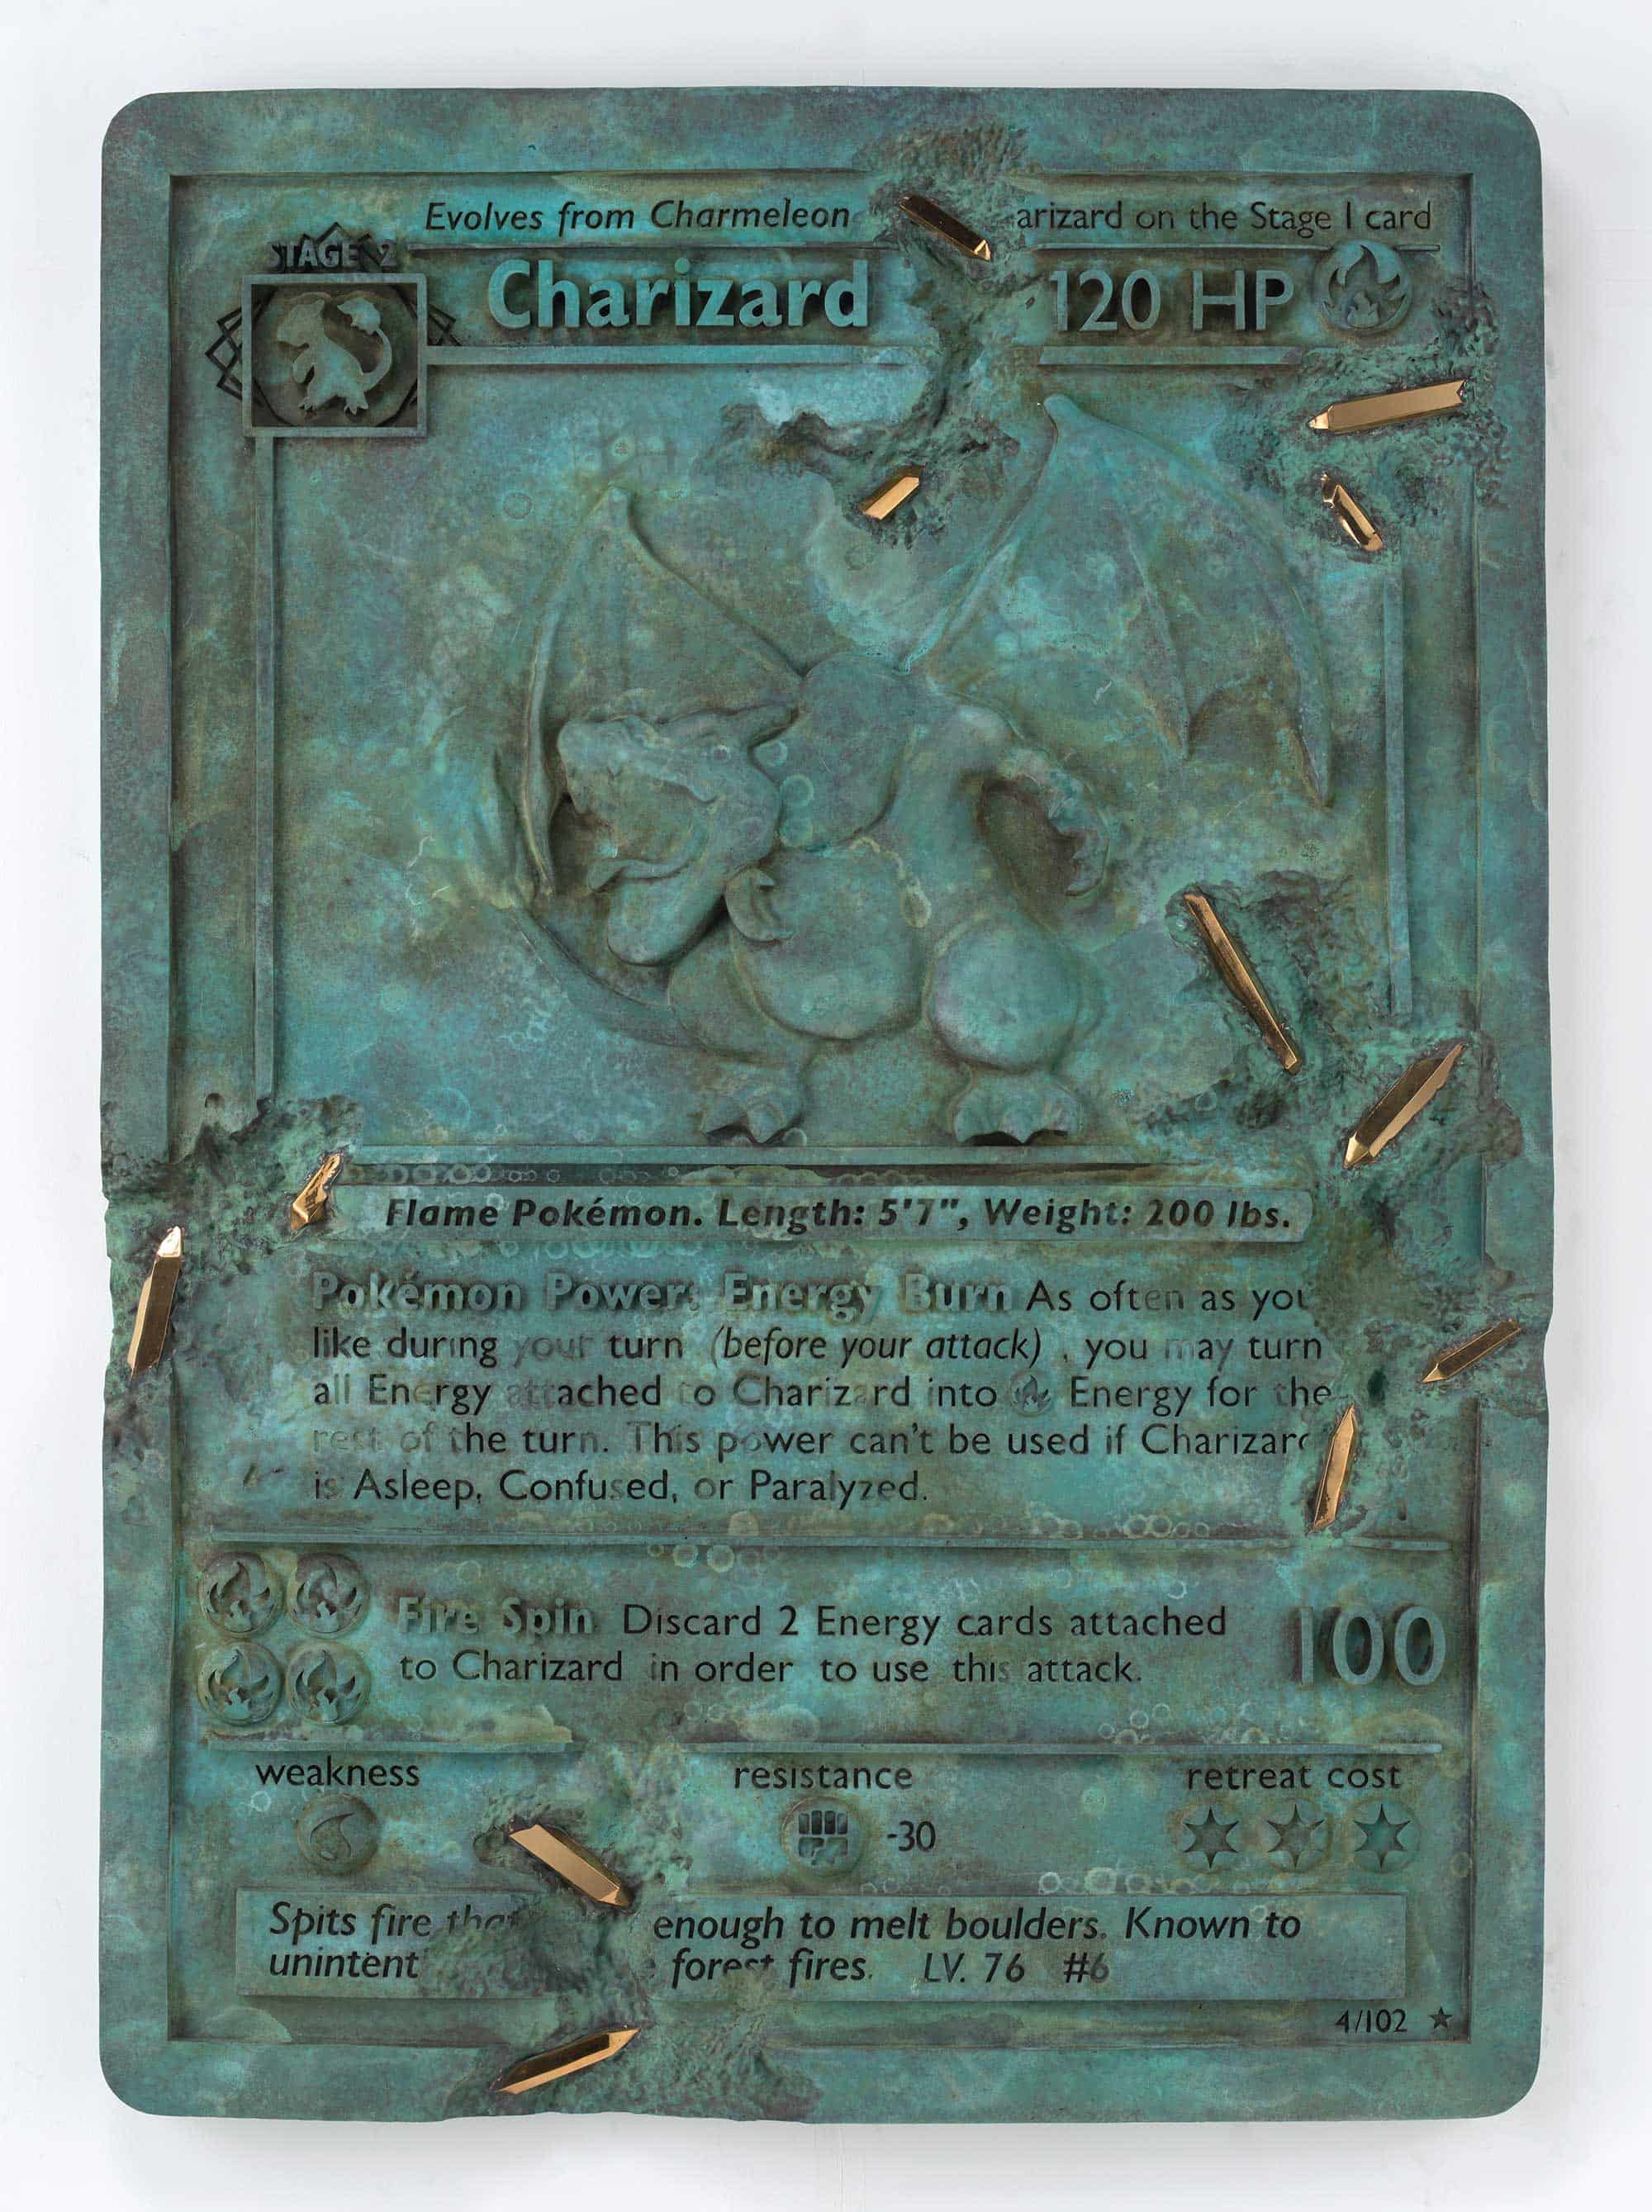 Evolves from Charmeleon arizard on the Stage 1 card
STAGE 2
Charizard 120 HP
Flame Pokémon. Length: 5'7", Weight: 200 lbs.
Pokémon Power: Energy Burn As often as you
like during your turn (before your attack) , you may turn
all Energy attached to Charizard into Energy for the
rest of the turn. This power can't be used if Charizard
is Asleep, Confused, or Paralyzed.
Fire Spin Discard 2 Energy cards attached
to Charizard in order to use this attack. 100
weakness resistance retreat cost
-30
Spits fire that enough to melt boulders. Known to
unintent forest fires. LV. 76 #6
4/102 ★